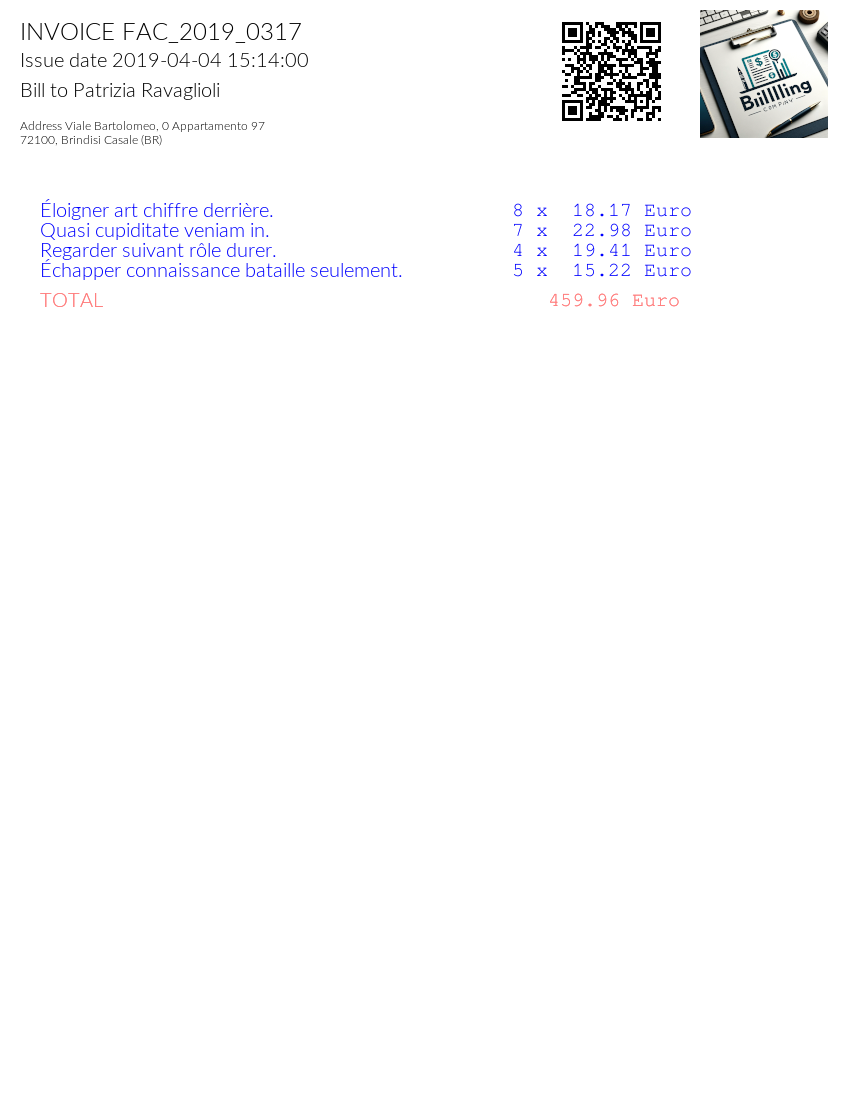 INVOICE FAC_2019_0317
Issue date 2019-04-04 15:14:00
Bill to Patrizia Ravaglioli
Address Viale Bartolomeo, 0 Appartamento 97
72100, Brindisi Casale (BR)
Biillling
COMPANY
Éloigner art chiffre derrière. 8 x 18.17 Euro
Quasi cupiditate veniam in. 7 x 22.98 Euro
Regarder suivant rôle durer. 4 x 19.41 Euro
Échapper connaissance bataille seulement. 5 x 15.22 Euro
TOTAL 459.96 Euro